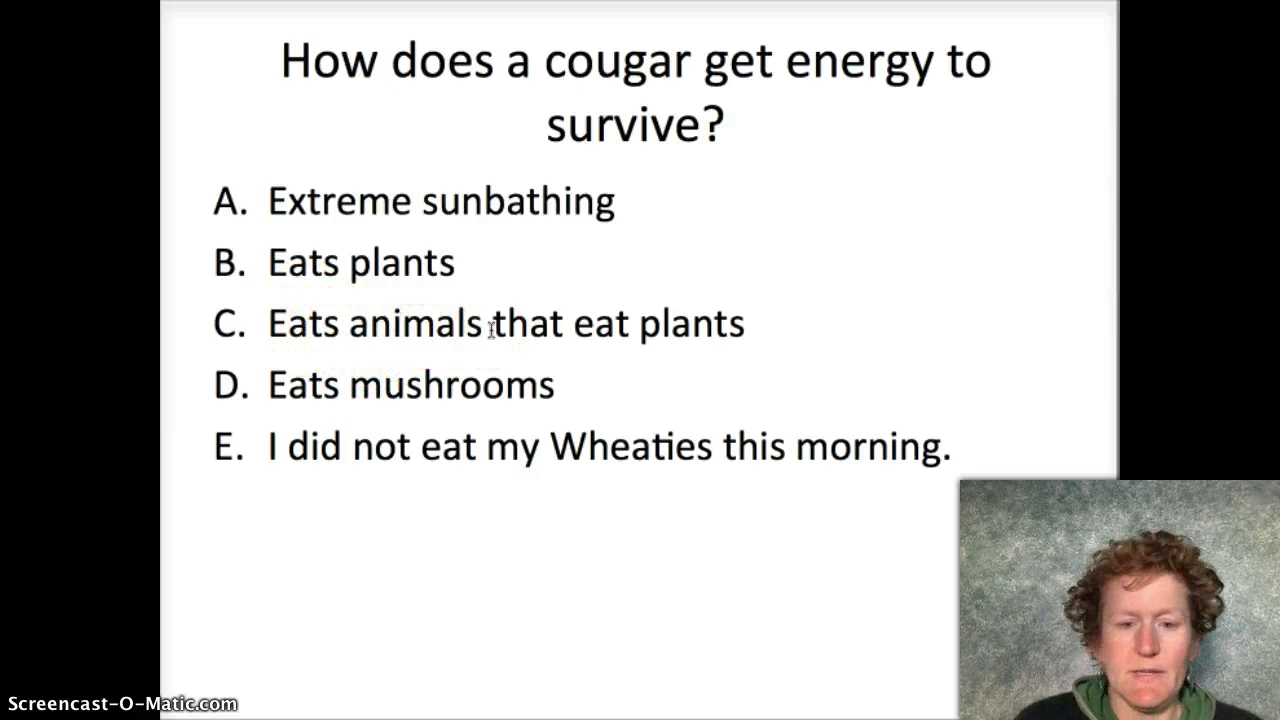 How does a cougar get energy to
survive?
A. Extreme sunbathing
B. Eats plants
C. Eats animals that eat plants
D. Eats mushrooms
E. I did not eat my Wheaties this morning.
Screencast-O-Matic.com